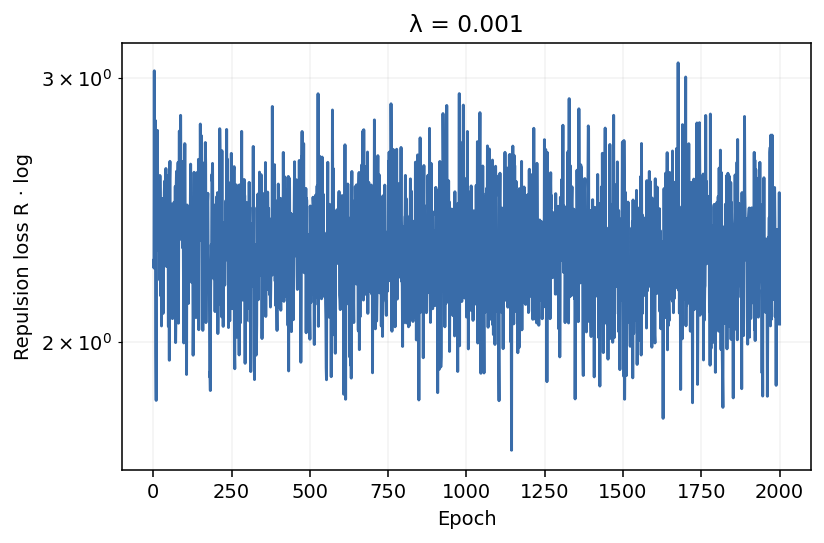 λ = 0.001
Repulsion loss R · log
3 × 10⁰
2 × 10⁰
0 250 500 750 1000 1250 1500 1750 2000
Epoch